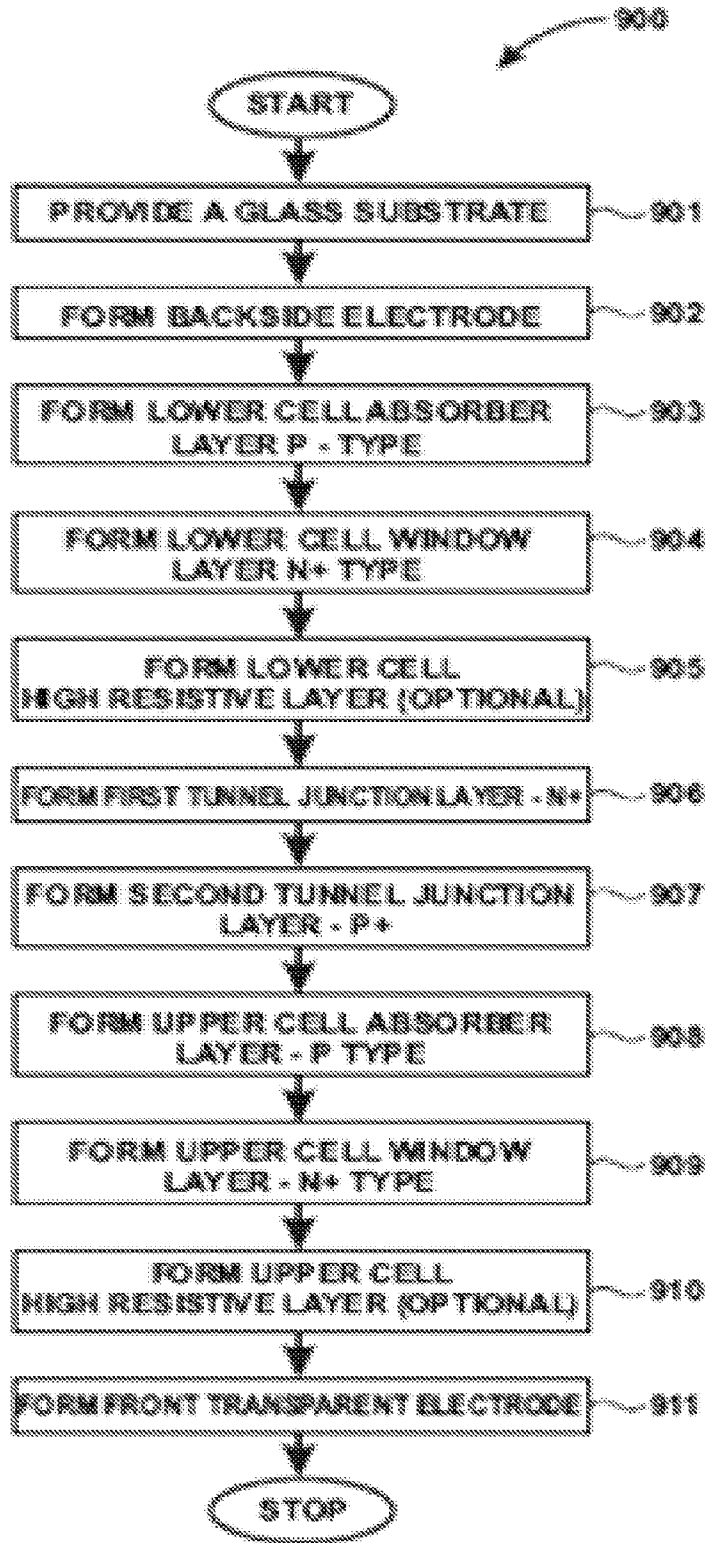 900
START
PROVIDE A GLASS SUBSTRATE
901
FORM BACKSIDE ELECTRODE
902
FORM LOWER CELL ABSORBER
LAYER P - TYPE
903
FORM LOWER CELL WINDOW
LAYER N+ TYPE
904
FORM LOWER CELL
HIGH RESISTIVE LAYER (OPTIONAL)
905
FORM FIRST TUNNEL JUNCTION LAYER - N+
906
FORM SECOND TUNNEL JUNCTION
LAYER - P+
907
FORM UPPER CELL ABSORBER
LAYER - P TYPE
908
FORM UPPER CELL WINDOW
LAYER - N+ TYPE
909
FORM UPPER CELL
HIGH RESISTIVE LAYER (OPTIONAL)
910
FORM FRONT TRANSPARENT ELECTRODE
911
STOP